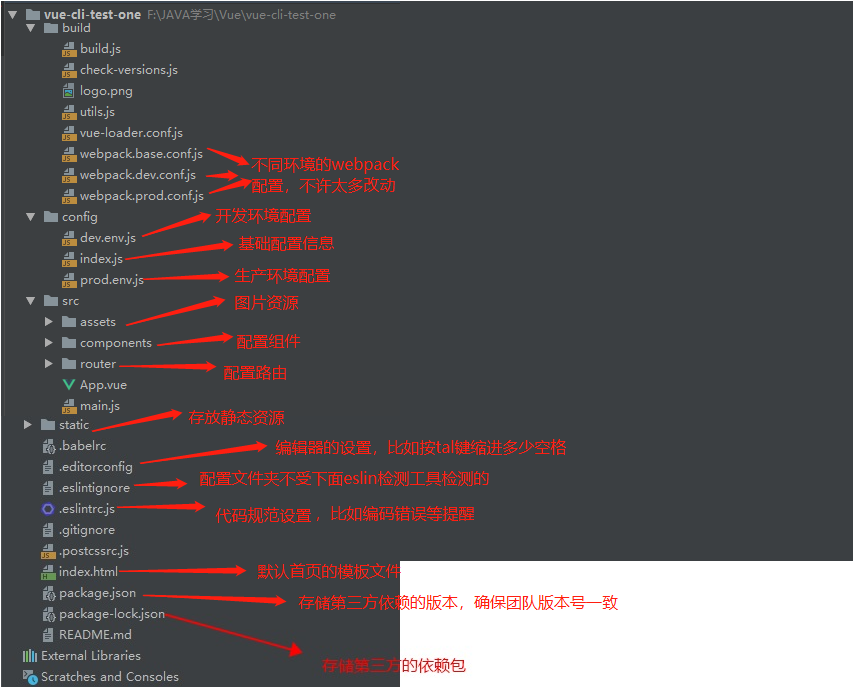 vue-cli-test-one F:\JAVA学习\Vue\vue-cli-test-one
build
build.js
check-versions.js
logo.png
utils.js
vue-loader.conf.js
webpack.base.conf.js
不同环境的webpack
webpack.dev.conf.js
配置，不许太多改动
webpack.prod.conf.js
config
开发环境配置
dev.env.js
基础配置信息
index.js
生产环境配置
prod.env.js
src
图片资源
assets
components
配置组件
router
配置路由
App.vue
main.js
static
存放静态资源
.babelrc
编辑器的设置，比如按tal键缩进多少空格
.editorconfig
配置文件夹不受下面eslin检测工具检测的
.eslintignore
.eslintrc.js
代码规范设置 ，比如编码错误等提醒
.gitignore
.postcssrc.js
index.html
默认首页的模板文件
package.json
存储第三方依赖的版本，确保团队版本号一致
package-lock.json
README.md
External Libraries
存储第三方的依赖包
Scratches and Consoles